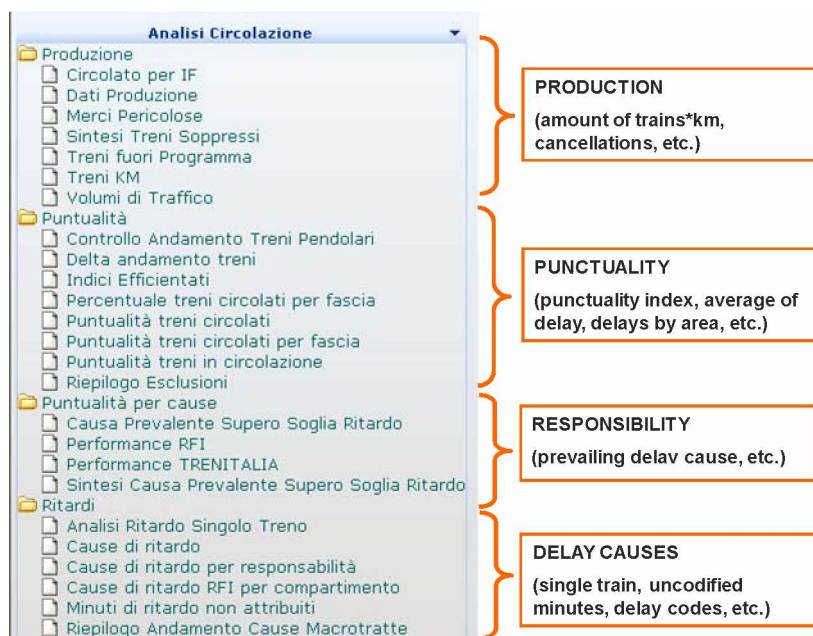 Analisi Circolazione
Produzione
Circolato per IF
Dati Produzione
Merci Pericolose
Sintesi Treni Soppressi
Treni fuori Programma
Treni KM
Volumi di Traffico
Puntualità
Controllo Andamento Treni Pendolari
Delta andamento treni
Indici Efficientati
Percentuale treni circolati per fascia
Puntualità treni circolati
Puntualità treni circolati per fascia
Puntualità treni in circolazione
Riepilogo Esclusioni
Puntualità per cause
Causa Prevalente Supero Soglia Ritardo
Performance RFI
Performance TRENITALIA
Sintesi Causa Prevalente Supero Soglia Ritardo
Ritardi
Analisi Ritardo Singolo Treno
Cause di ritardo
Cause di ritardo per responsabilità
Cause di ritardo RFI per compartimento
Minuti di ritardo non attribuiti
Riepilogo Andamento Cause Macrotratte
PRODUCTION
(amount of trains*km,
cancellations, etc.)
PUNCTUALITY
(punctuality index, average of
delay, delays by area, etc.)
RESPONSIBILITY
(prevailing delay cause, etc.)
DELAY CAUSES
(single train, uncodified
minutes, delay codes, etc.)